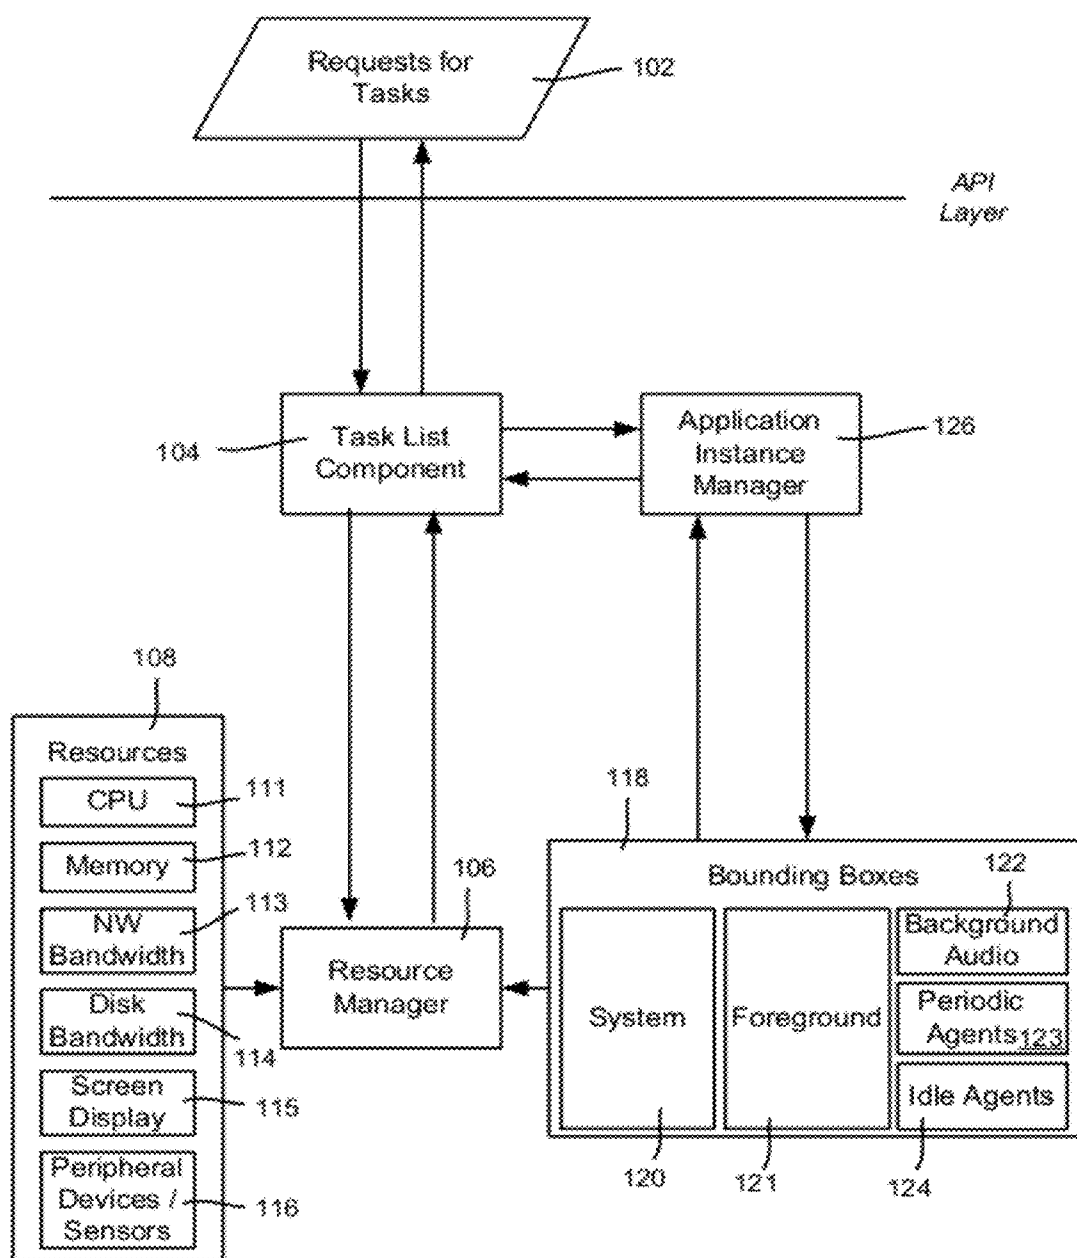 Requests for
Tasks
102
API
Layer
104
Task List
Component
Application
Instance
Manager
126
108
Resources
CPU
111
Memory
112
NW
Bandwidth
113
Disk
Bandwidth
114
Screen
Display
115
Peripheral
Devices /
Sensors
116
106
Resource
Manager
118
Bounding Boxes
122
System
Foreground
Background
Audio
Periodic
Agents 123
Idle Agents
120
121
124